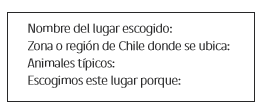 Nombre del lugar escogido:
Zona o región de Chile donde se ubica:
Animales típicos:
Escogimos este lugar porque: